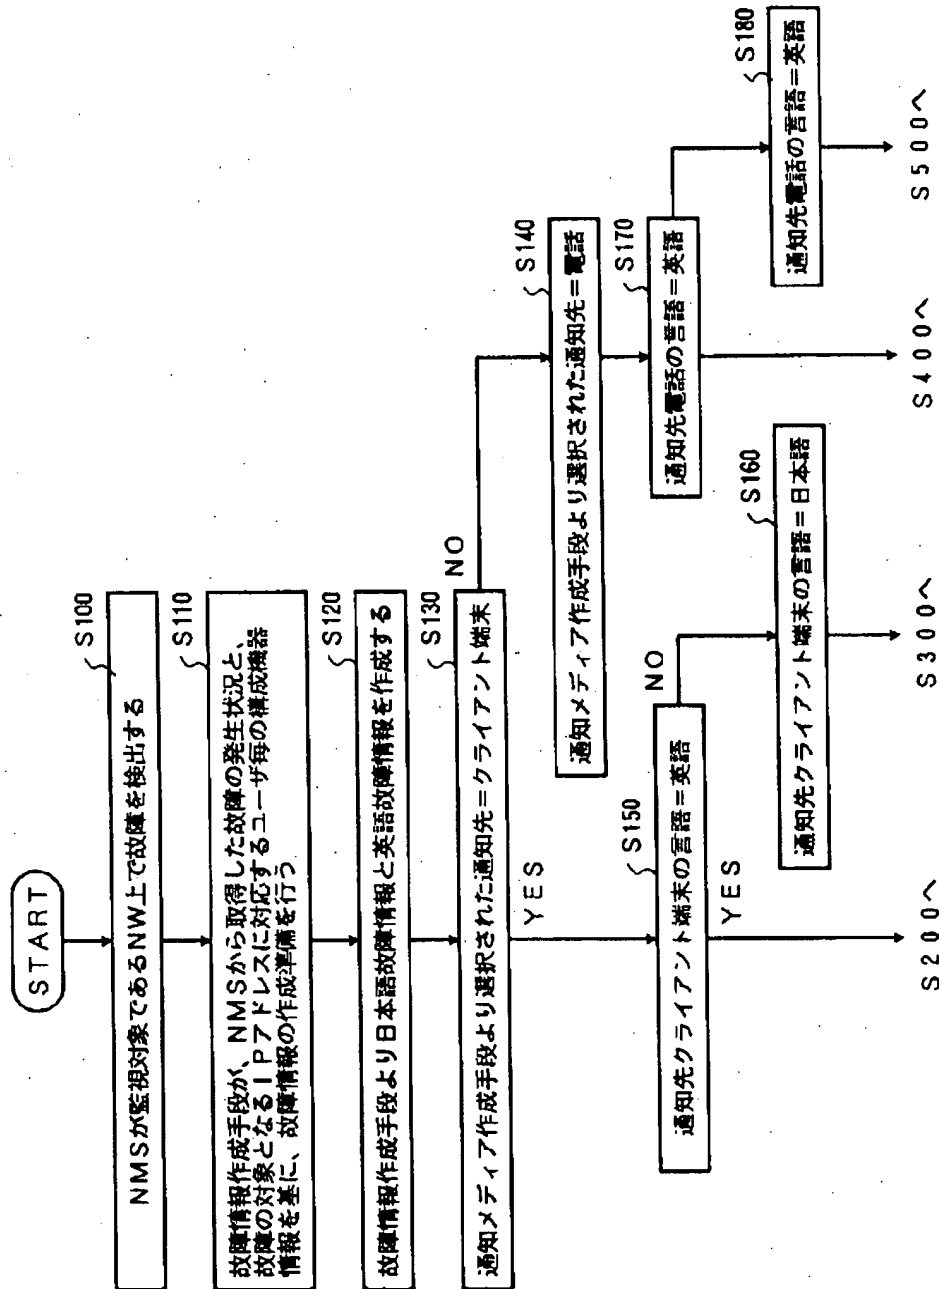 START
S100
NMSが監視対象であるNW上で故障を検出する
S110
故障情報作成手段が、NMSから取得した故障の発生状況と、
故障の対象となるIPアドレスに対応するユーザ毎の構成機器
情報を基に、故障情報の作成準備を行う
S120
故障情報作成手段より日本語故障情報と英語故障情報を作成する
S130
通知メディア作成手段より選択された通知先=クライアント端末
NO
YES
S140
通知メディア作成手段より選択された通知先=電話
S150
通知先クライアント端末の言語=英語
NO
YES
S160
通知先クライアント端末の言語=日本語
S170
通知先電話の言語=英語
S180
通知先電話の言語=英語
S200へ
S300へ
S400へ
S500へ